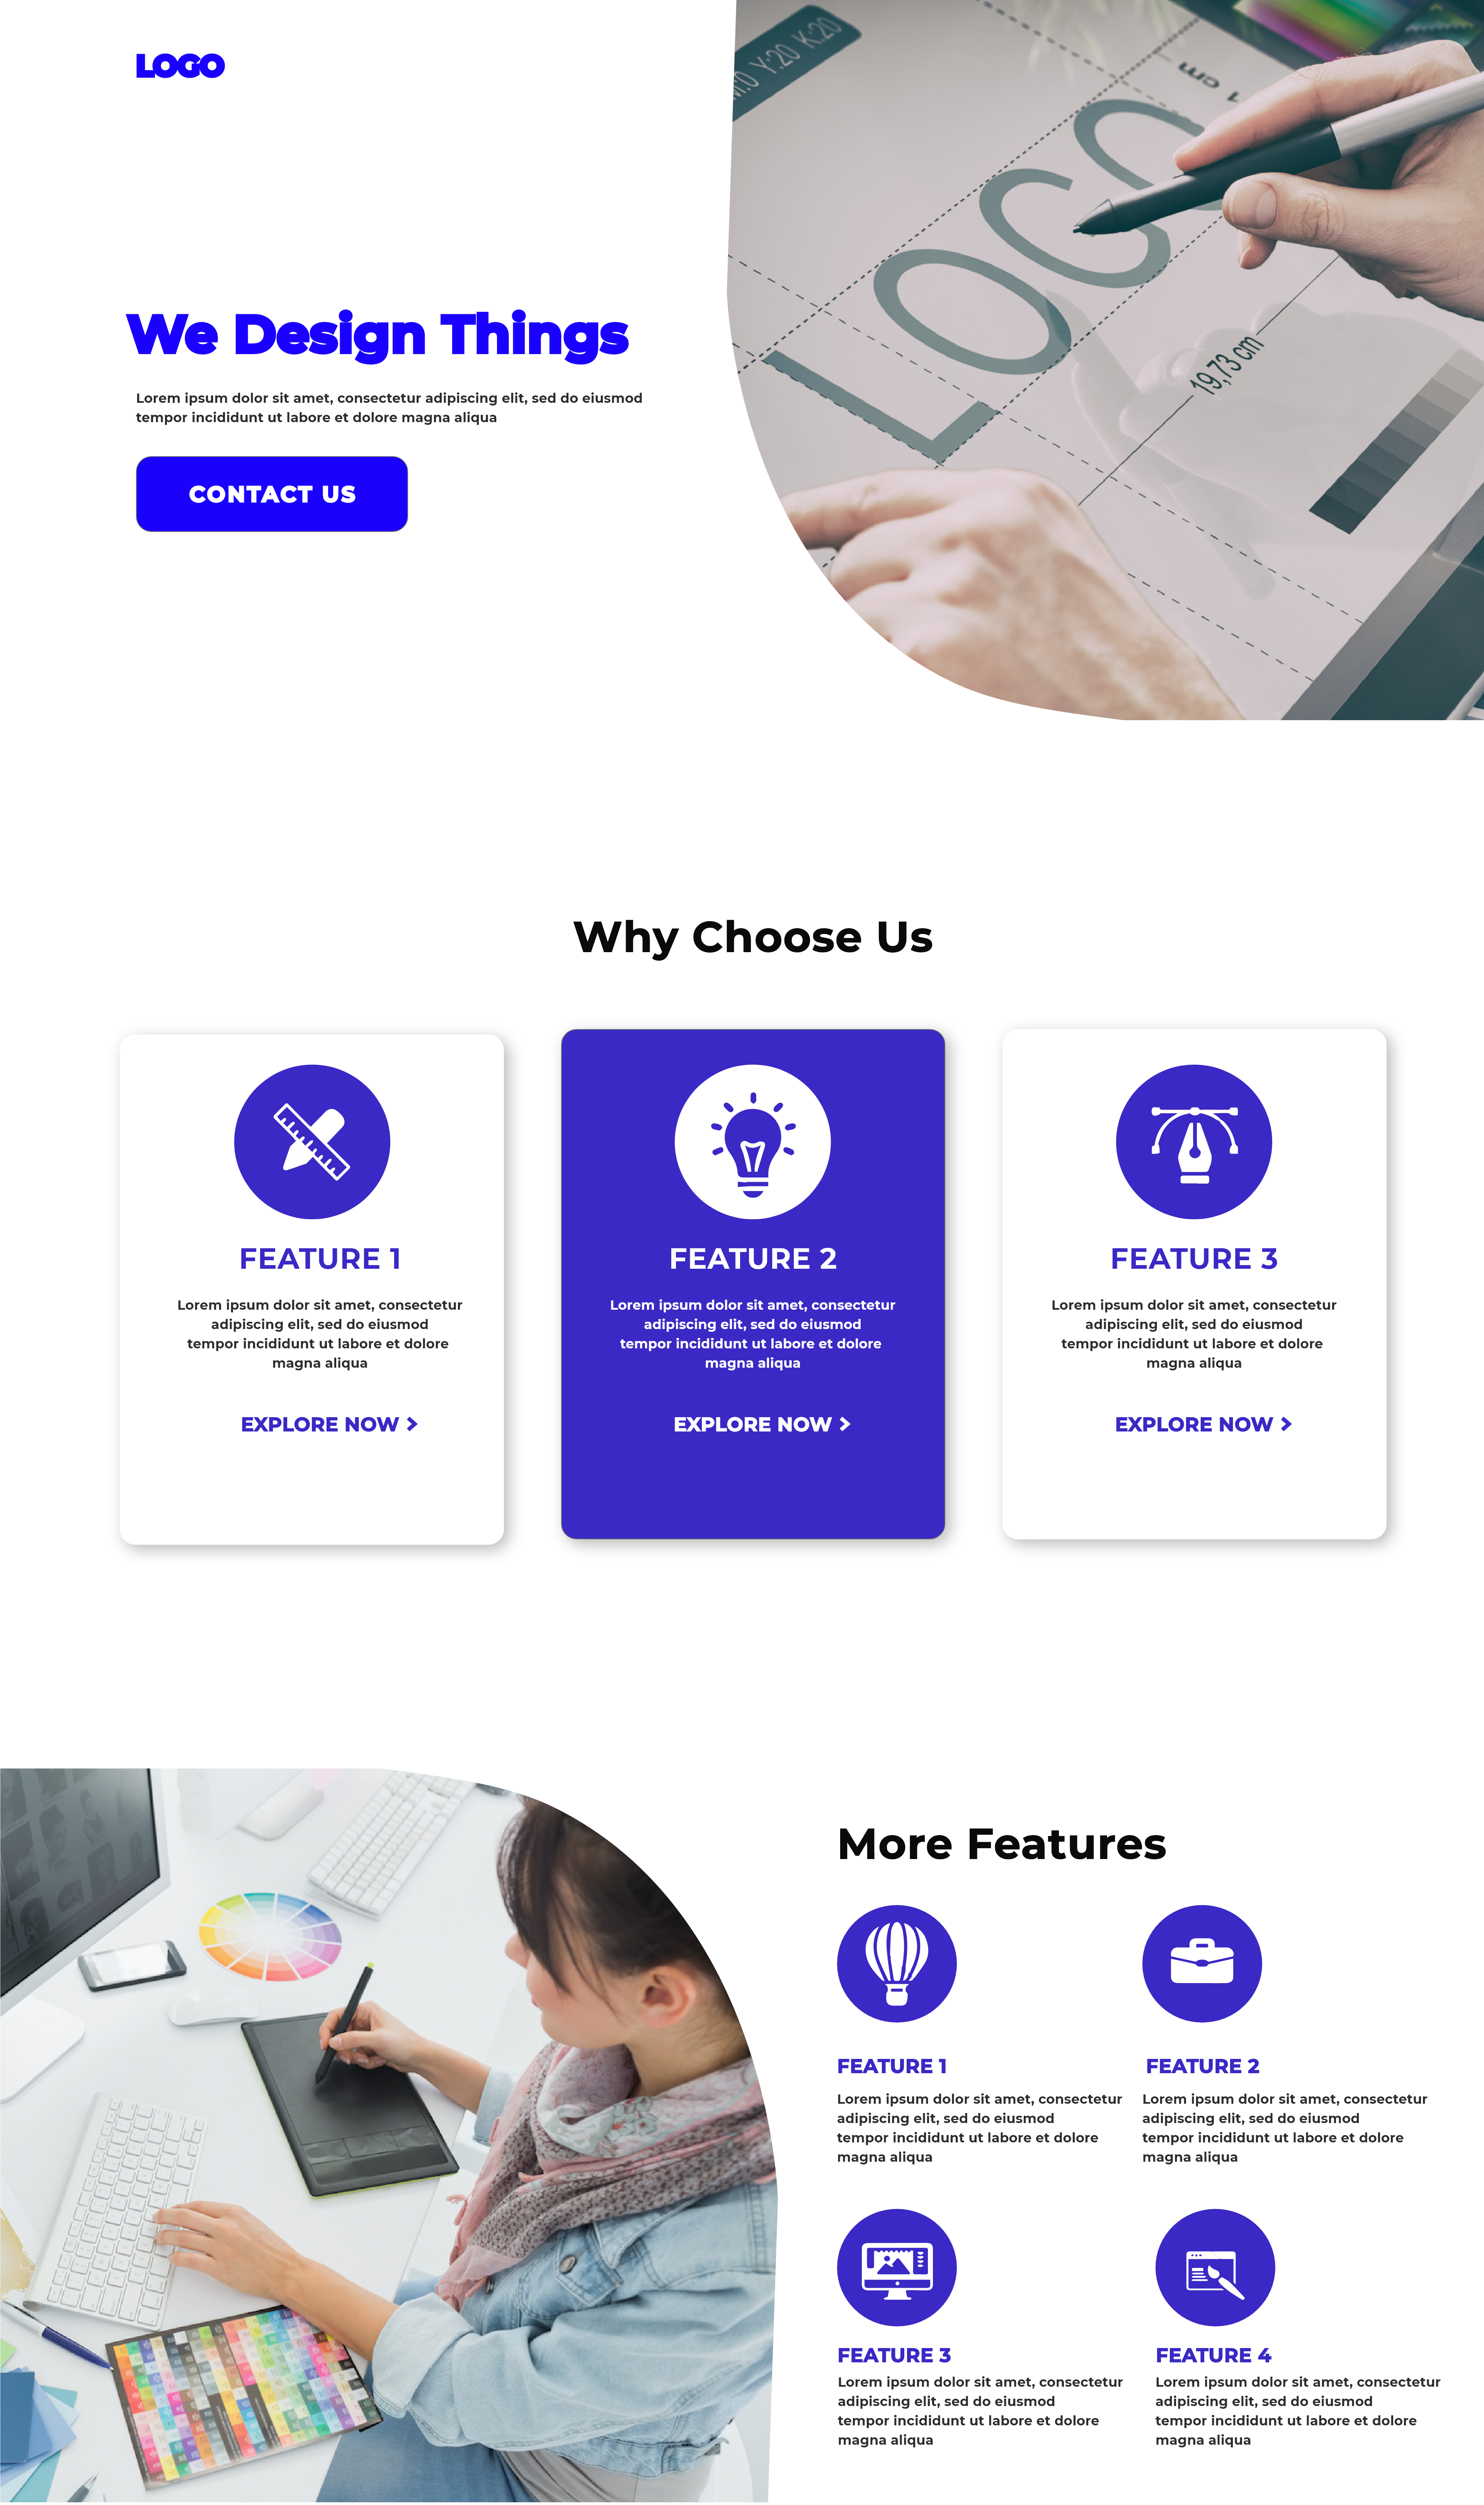 LOGO
M:0 Y:20 K:20
cm
LOGO
19,73 cm
We Design Things
Lorem ipsum dolor sit amet, consectetur adipiscing elit, sed do eiusmod
tempor incididunt ut labore et dolore magna aliqua
CONTACT US
Why Choose Us
FEATURE 1
Lorem ipsum dolor sit amet, consectetur
adipiscing elit, sed do eiusmod
tempor incididunt ut labore et dolore
magna aliqua
EXPLORE NOW >
FEATURE 2
Lorem ipsum dolor sit amet, consectetur
adipiscing elit, sed do eiusmod
tempor incididunt ut labore et dolore
magna aliqua
EXPLORE NOW >
FEATURE 3
Lorem ipsum dolor sit amet, consectetur
adipiscing elit, sed do eiusmod
tempor incididunt ut labore et dolore
magna aliqua
EXPLORE NOW >
More Features
FEATURE 1
Lorem ipsum dolor sit amet, consectetur
adipiscing elit, sed do eiusmod
tempor incididunt ut labore et dolore
magna aliqua
FEATURE 2
Lorem ipsum dolor sit amet, consectetur
adipiscing elit, sed do eiusmod
tempor incididunt ut labore et dolore
magna aliqua
FEATURE 3
Lorem ipsum dolor sit amet, consectetur
adipiscing elit, sed do eiusmod
tempor incididunt ut labore et dolore
magna aliqua
FEATURE 4
Lorem ipsum dolor sit amet, consectetur
adipiscing elit, sed do eiusmod
tempor incididunt ut labore et dolore
magna aliqua